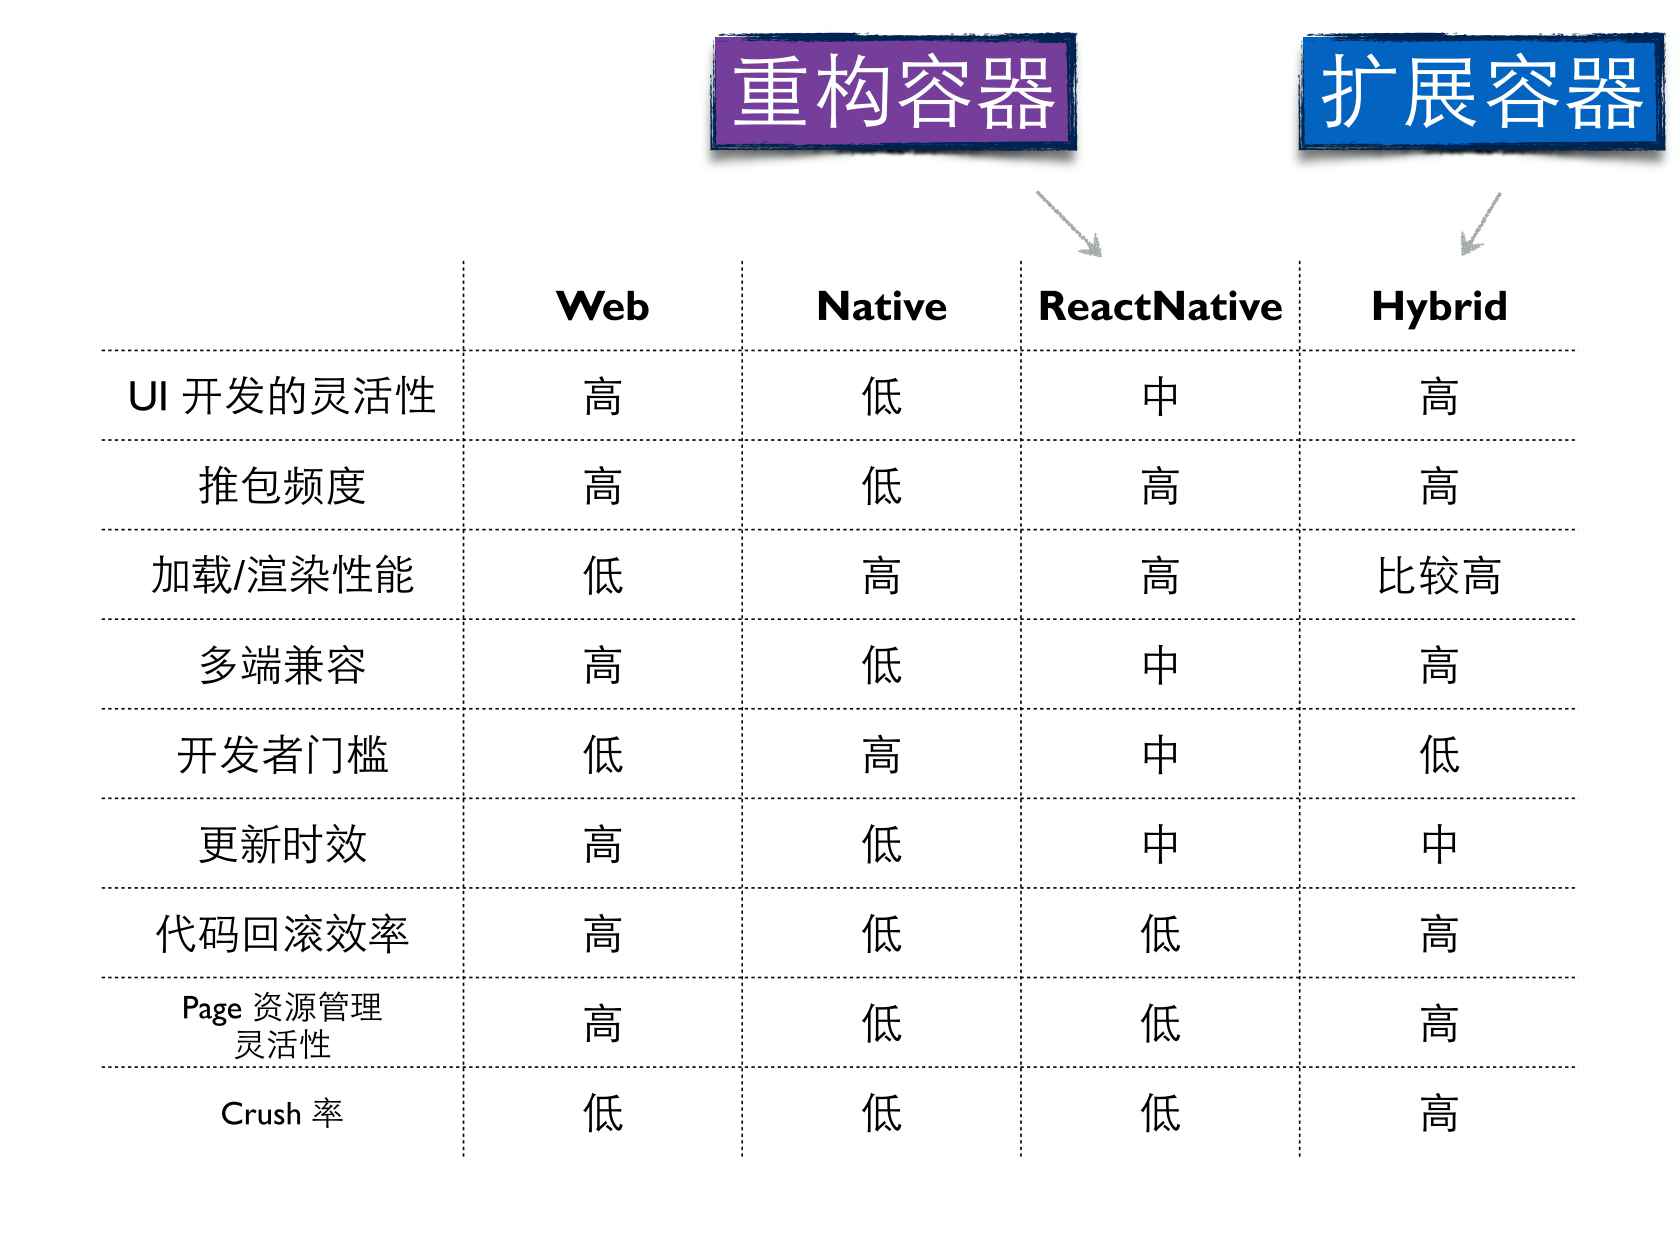 重构容器 扩展容器
Web Native ReactNative Hybrid
UI 开发的灵活性 高 低 中 高
推包频度 高 低 高 高
加载/渲染性能 低 高 高 比较高
多端兼容 高 低 中 高
开发者门槛 低 高 中 低
更新时效 高 低 中 中
代码回滚效率 高 低 低 高
Page 资源管理
灵活性 高 低 低 高
Crush 率 低 低 低 高